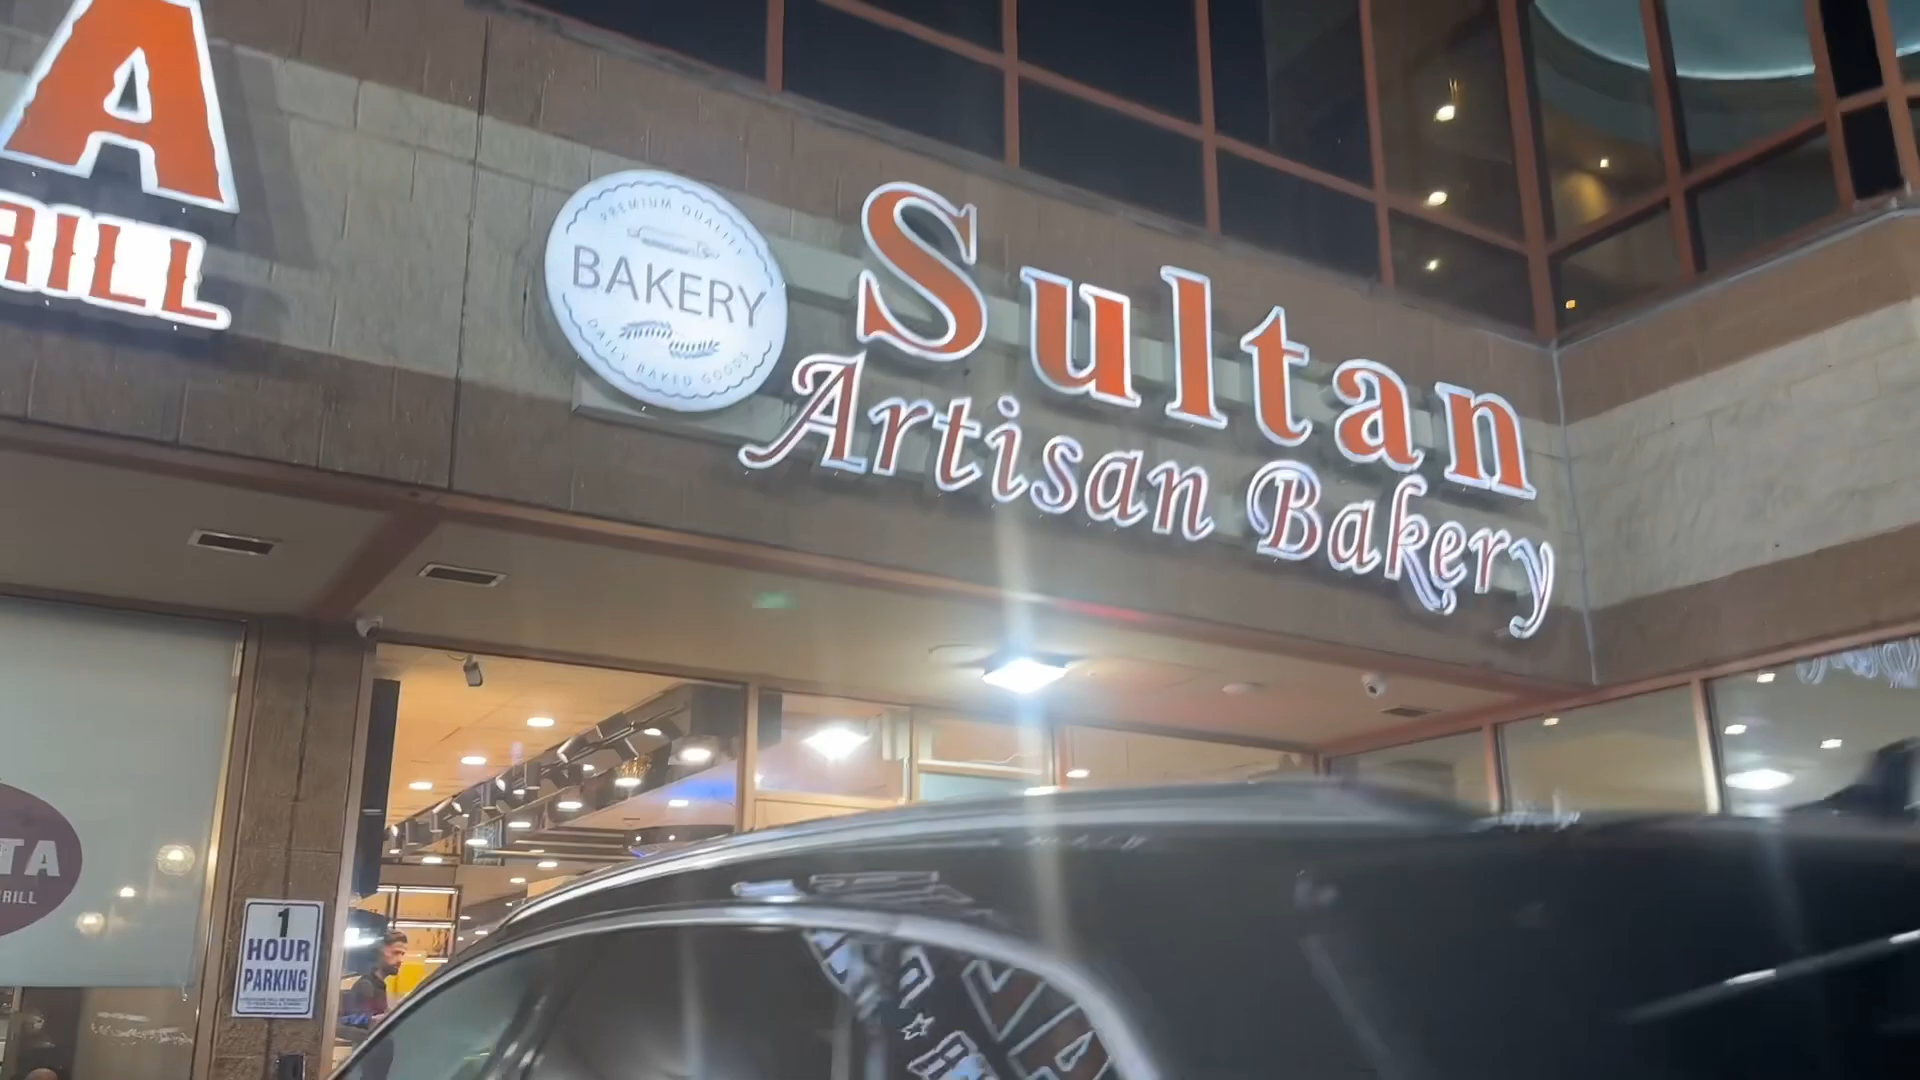 A
RILL
PREMIUM QUALITY
BAKERY
DAILY BAKED GOODS
Sultan
Artisan Bakery
TA
RILL
1
HOUR
PARKING